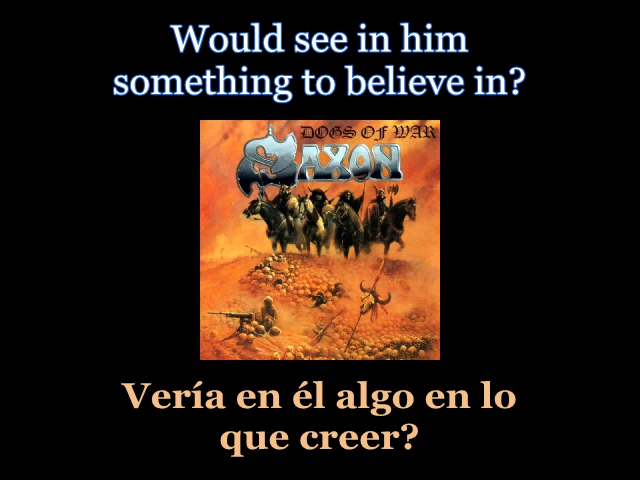 Would see in him
something to believe in?
DOGS OF WAR
SAXON
Vería en él algo en lo
que creer?